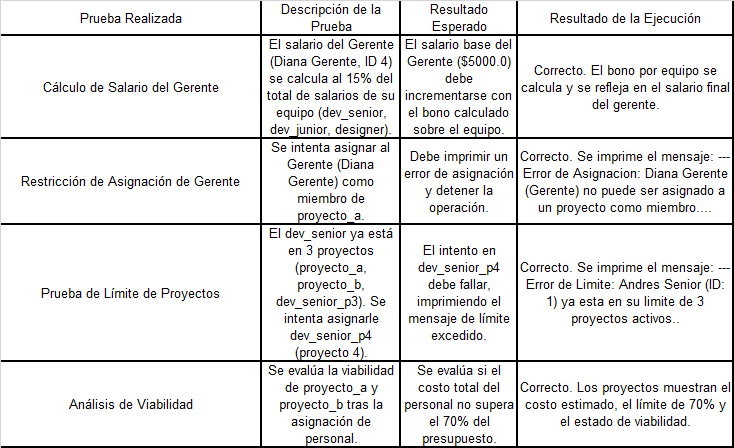 Prueba Realizada
Descripción de la
Prueba
Resultado
Esperado
Resultado de la Ejecución
Cálculo de Salario del Gerente
El salario del Gerente
(Diana Gerente, ID 4)
se calcula al 15% del
total de salarios de su
equipo (dev_senior,
dev_junior, designer).
El salario base del
Gerente ($5000.0)
debe
incrementarse con
el bono calculado
sobre el equipo.
Correcto. El bono por equipo se
calcula y se refleja en el salario final
del gerente.
Restricción de Asignación de Gerente
Se intenta asignar al
Gerente (Diana
Gerente) como
miembro de
proyecto_a.
Debe imprimir un
error de asignación
y detener la
operación.
Correcto. Se imprime el mensaje: ---
Error de Asignacion: Diana Gerente
(Gerente) no puede ser asignado a
un proyecto como miembro....
Prueba de Límite de Proyectos
El dev_senior ya está
en 3 proyectos
(proyecto_a,
proyecto_b,
dev_senior_p3). Se
intenta asignarle
dev_senior_p4
(proyecto 4).
El intento en
dev_senior_p4
debe fallar,
imprimiendo el
mensaje de límite
excedido.
Correcto. Se imprime el mensaje: ---
Error de Limite: Andres Senior (ID:
1) ya esta en su limite de 3
proyectos activos..
Análisis de Viabilidad
Se evalúa la viabilidad
de proyecto_a y
proyecto_b tras la
asignación de
personal.
Se evalúa si el
costo total del
personal no supera
el 70% del
presupuesto.
Correcto. Los proyectos muestran el
costo estimado, el límite de 70% y
el estado de viabilidad.